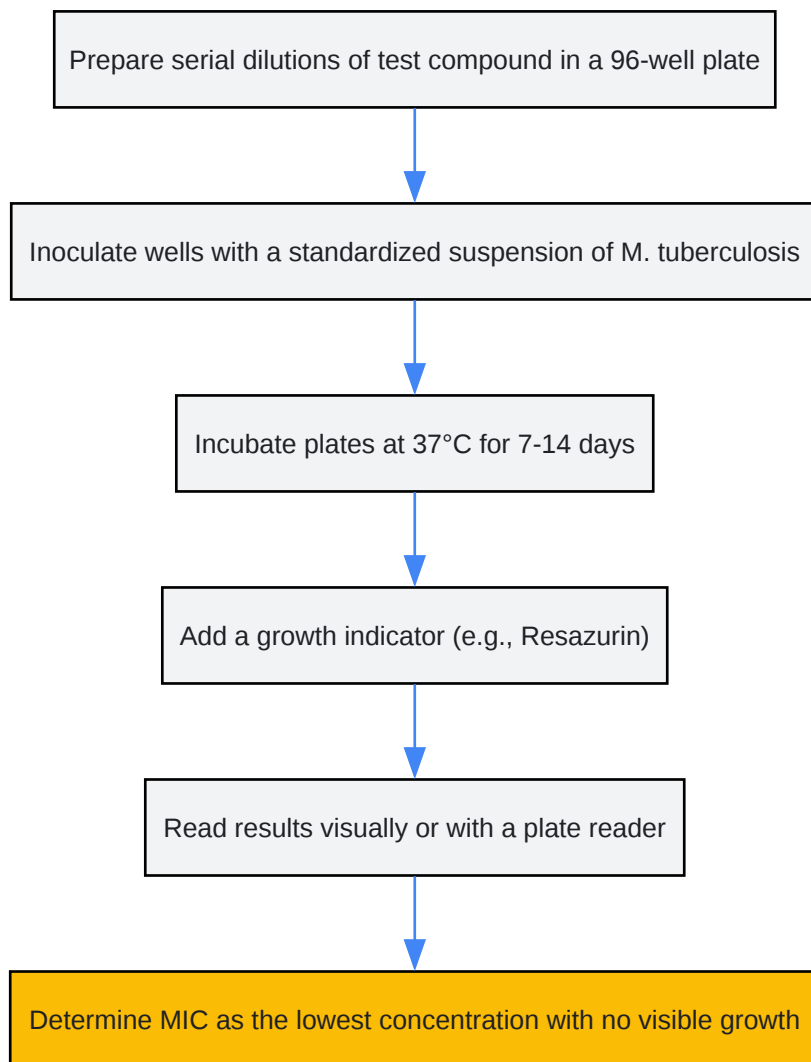 Prepare serial dilutions of test compound in a 96-well plate
Inoculate wells with a standardized suspension of M. tuberculosis
Incubate plates at 37°C for 7-14 days
Add a growth indicator (e.g., Resazurin)
Read results visually or with a plate reader
Determine MIC as the lowest concentration with no visible growth